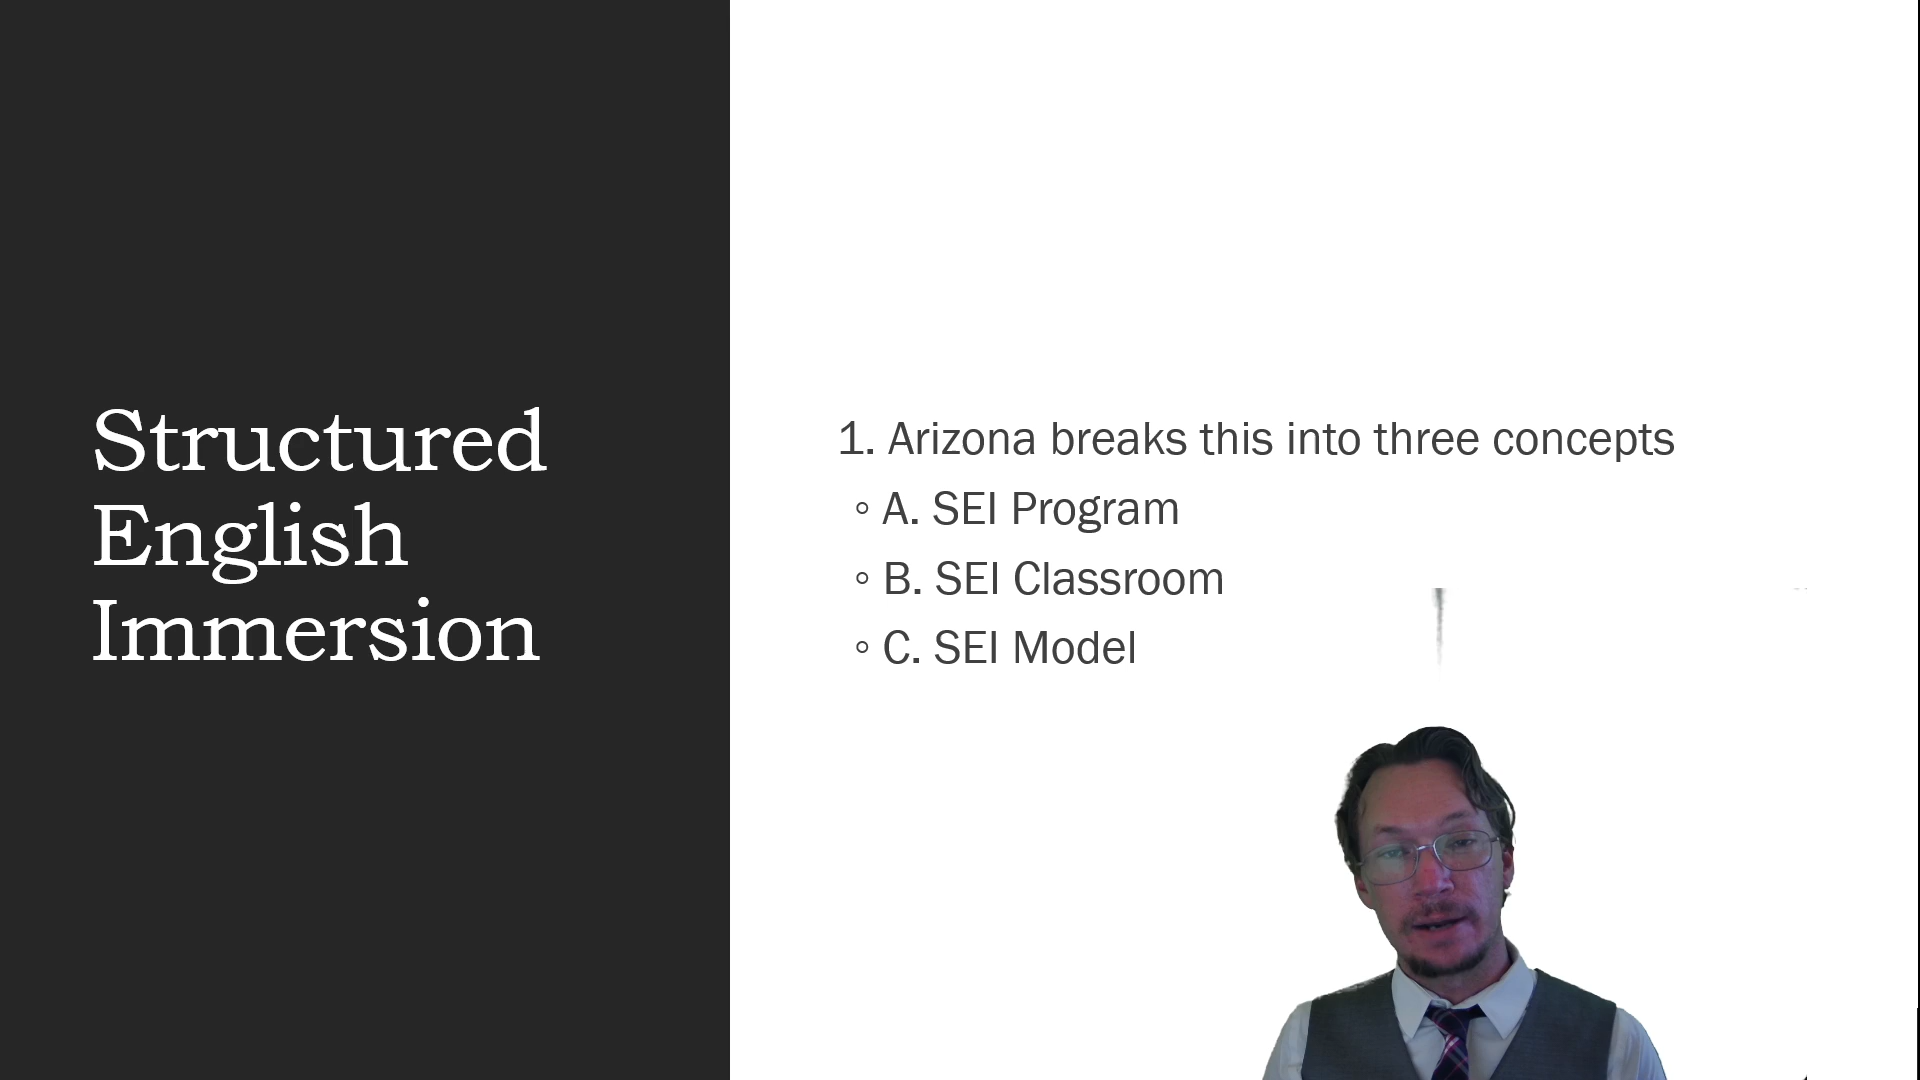 Structured
English
Immersion
1. Arizona breaks this into three concepts
◦ A. SEI Program
◦ B. SEI Classroom
◦ C. SEI Model